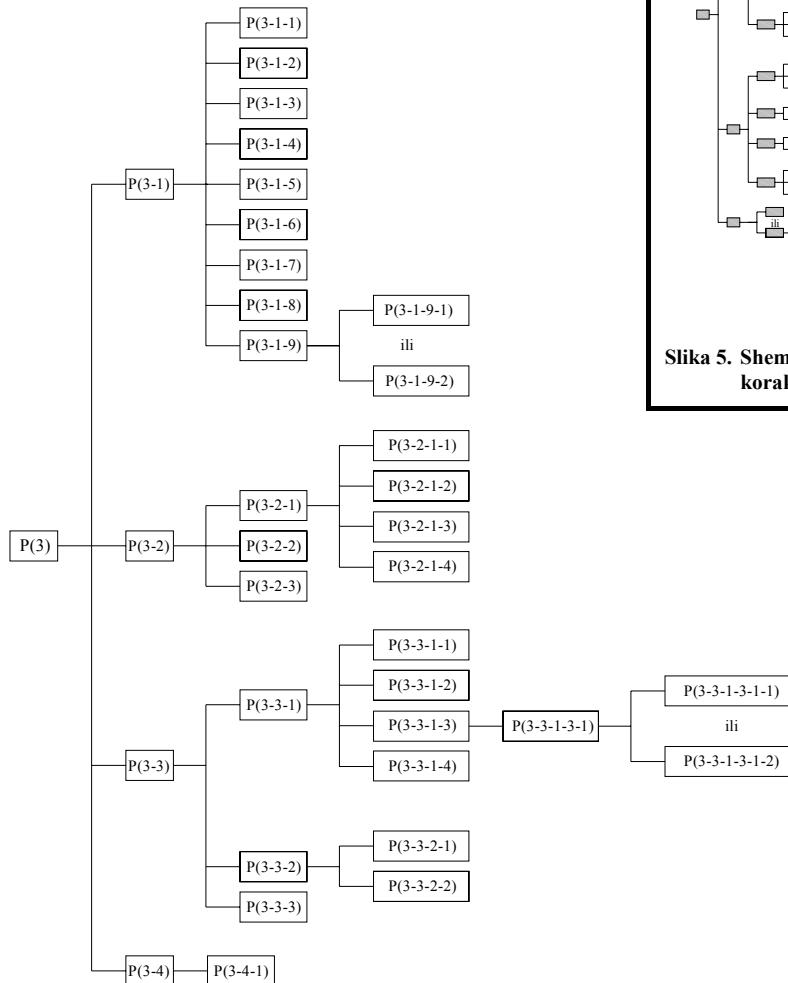 P(3-1-1)
P(3-1-2)
P(3-1-3)
P(3-1-4)
P(3-1)
P(3-1-5)
P(3-1-6)
P(3-1-7)
P(3-1-8)
P(3-1-9)
P(3-1-9-1)
ili
P(3-1-9-2)
P(3-2-1-1)
P(3-2-1-2)
P(3-2-1)
P(3-2-1-3)
P(3)
P(3-2)
P(3-2-2)
P(3-2-1-4)
P(3-2-3)
P(3-3-1-1)
P(3-3-1-2)
P(3-3-1)
P(3-3-1-3)
P(3-3-1-3-1)
P(3-3-1-3-1-1)
ili
P(3-3-1-3-1-2)
P(3-3-1-4)
P(3-3)
P(3-3-2-1)
P(3-3-2)
P(3-3-2-2)
P(3-3-3)
P(3-4)
P(3-4-1)
ili
Slika 5. Shem
korak